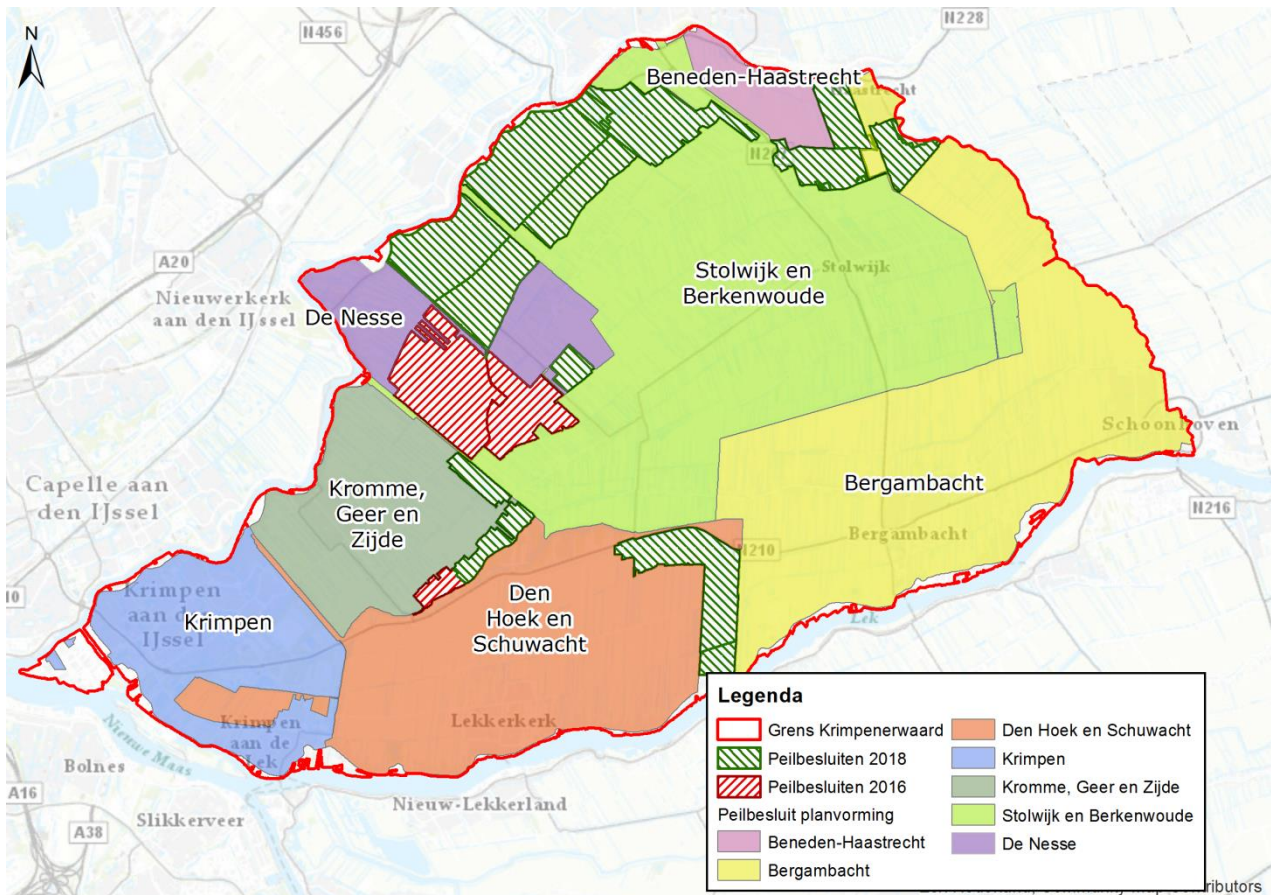 N
N456
N228
Beneden-Haastrecht
Haastrecht
A20
Nieuwerkerk
aan den IJssel
De Nesse
Stolwijk en
Berkenwoude
Stolwijk
Schoonhoven
Capelle aan
den IJssel
Kromme,
Geer en
Zijde
Bergambacht
Bergambacht
N216
N210
Krimpen
aan den
IJssel
Krimpen
Den
Hoek en
Schuwacht
Lek
Lekkerkerk
Krimpen
aan de
Lek
Nieuwe Maas
Bolnes
A16
Slikkerveer
A38
Nieuw-Lekkerland
Legenda
Grens Krimpenerwaard
Peilbesluiten 2018
Peilbesluiten 2016
Peilbesluit planvorming
Beneden-Haastrecht
Bergambacht
Den Hoek en Schuwacht
Krimpen
Kromme, Geer en Zijde
Stolwijk en Berkenwoude
De Nesse